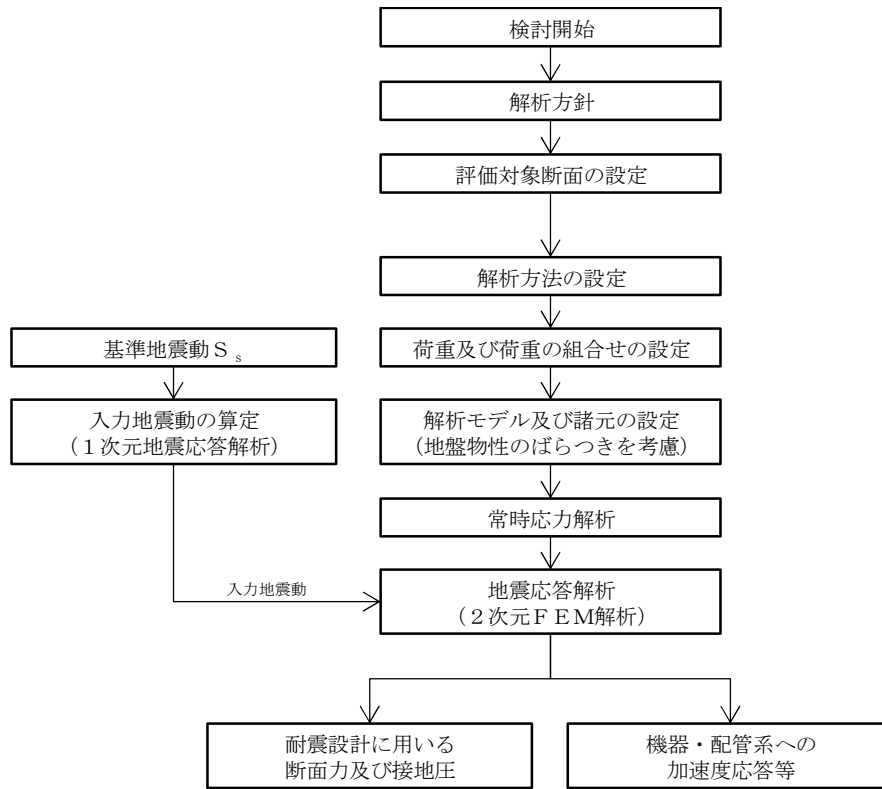 検討開始
解析方針
評価対象断面の設定
解析方法の設定
基準地震動Ｓｓ
荷重及び荷重の組合せの設定
入力地震動の算定
（１次元地震応答解析）
解析モデル及び諸元の設定
（地盤物性のばらつきを考慮）
常時応力解析
入力地震動
地震応答解析
（２次元ＦＥＭ解析）
耐震設計に用いる
断面力及び接地圧
機器・配管系への
加速度応答等